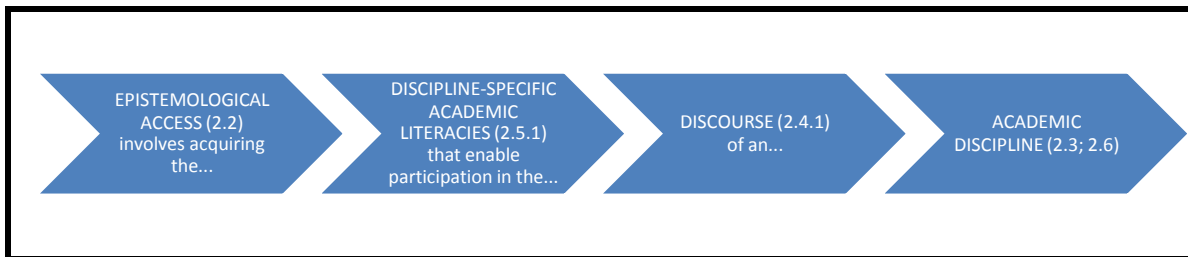 EPISTEMOLOGICAL
ACCESS (2.2)
involves acquiring
the...
DISCIPLINE-SPECIFIC
ACADEMIC
LITERACIES (2.5.1)
that enable
participation in the...
DISCOURSE (2.4.1)
of an...
ACADEMIC
DISCIPLINE (2.3; 2.6)